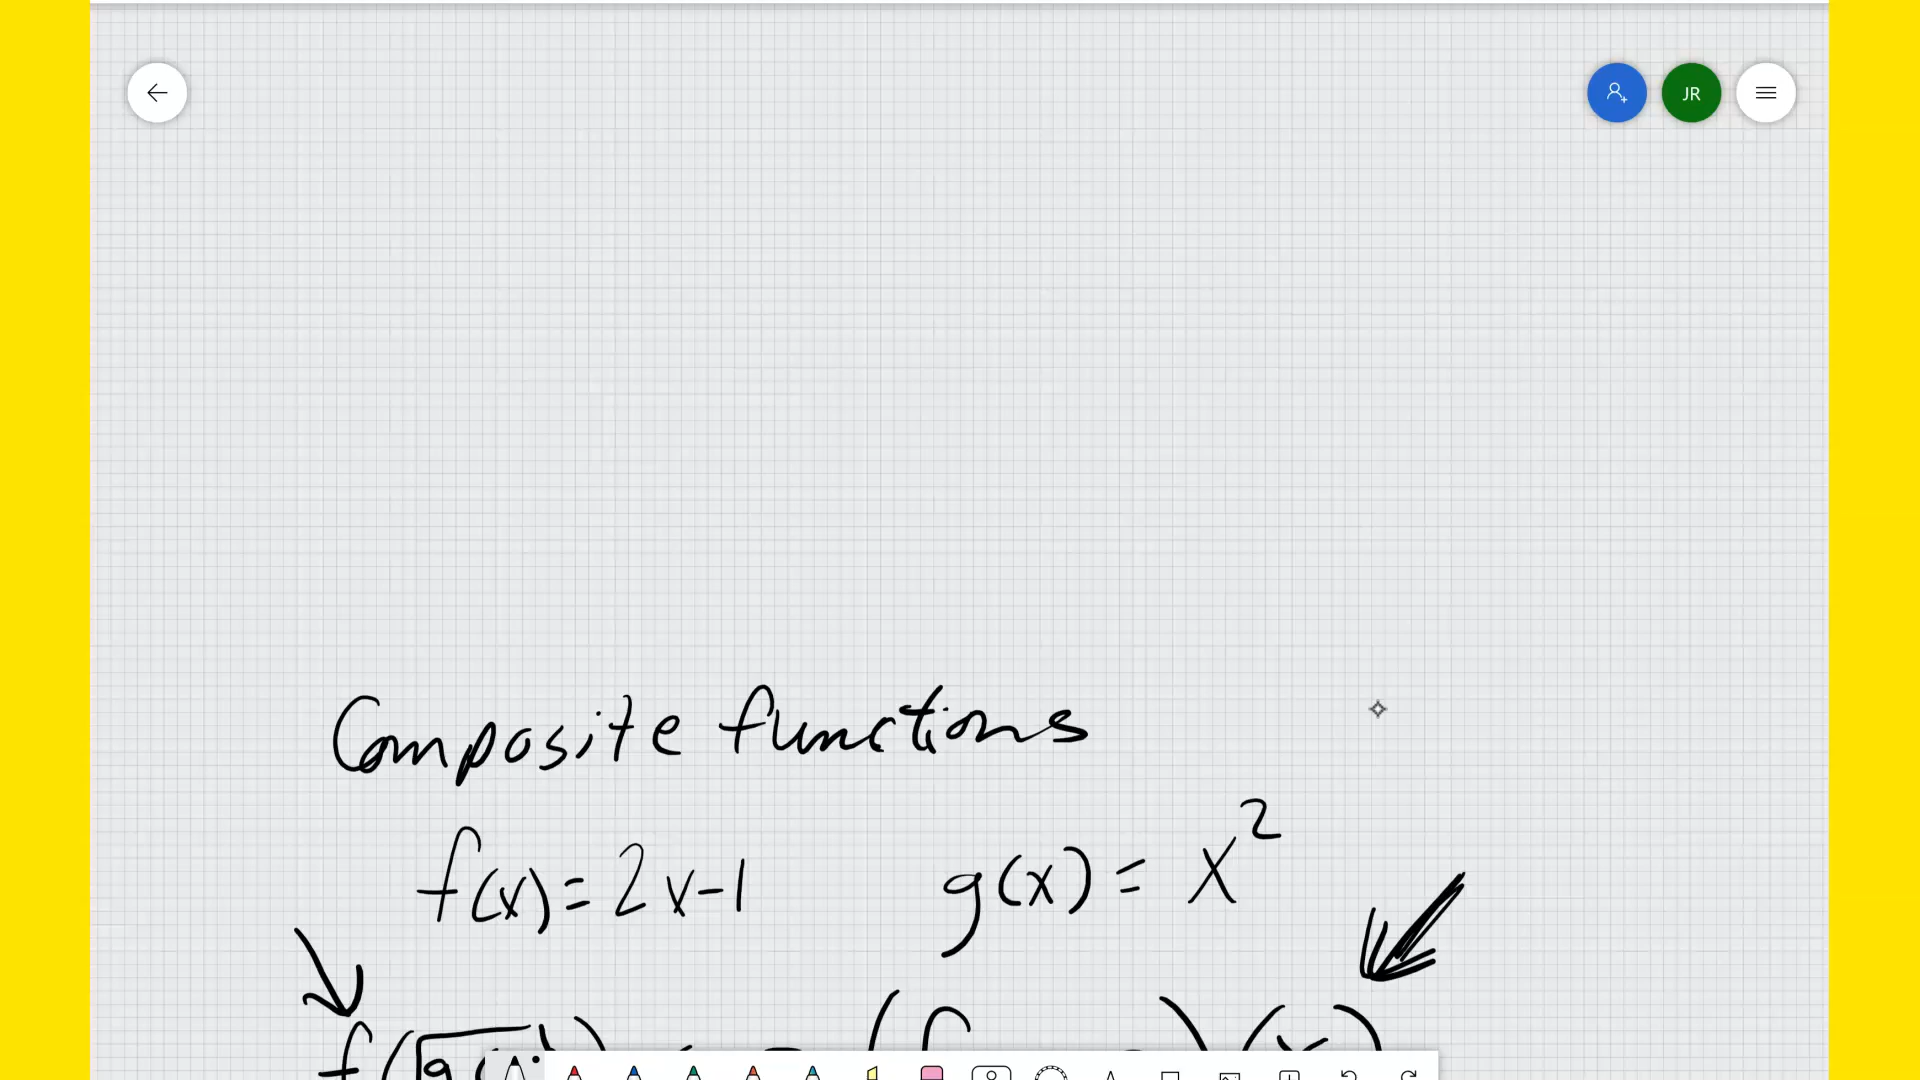 JR
Composite functions
f(x) = 2x-1 g(x) = x²